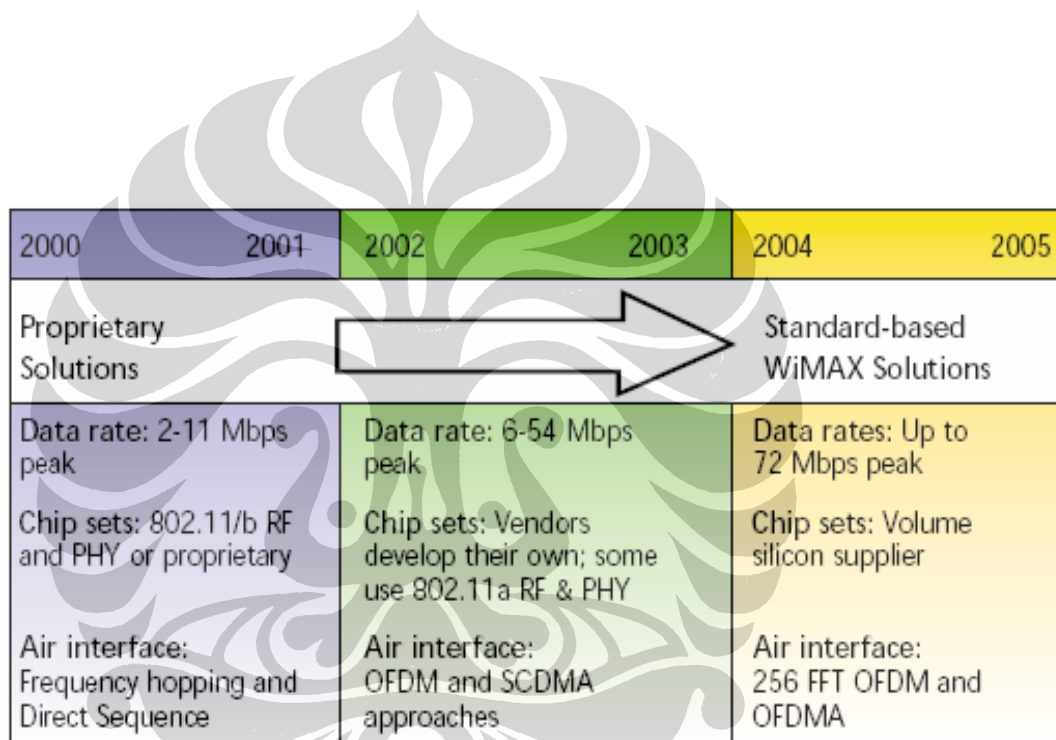 2000 2001 2002 2003 2004 2005
Proprietary
Solutions
Standard-based
WiMAX Solutions
Data rate: 2-11 Mbps
peak
Chip sets: 802.11/b RF
and PHY or proprietary
Air interface:
Frequency hopping and
Direct Sequence
Data rate: 6-54 Mbps
peak
Chip sets: Vendors
develop their own; some
use 802.11a RF & PHY
Air interface:
OFDM and SCDMA
approaches
Data rates: Up to
72 Mbps peak
Chip sets: Volume
silicon supplier
Air interface:
256 FFT OFDM and
OFDMA